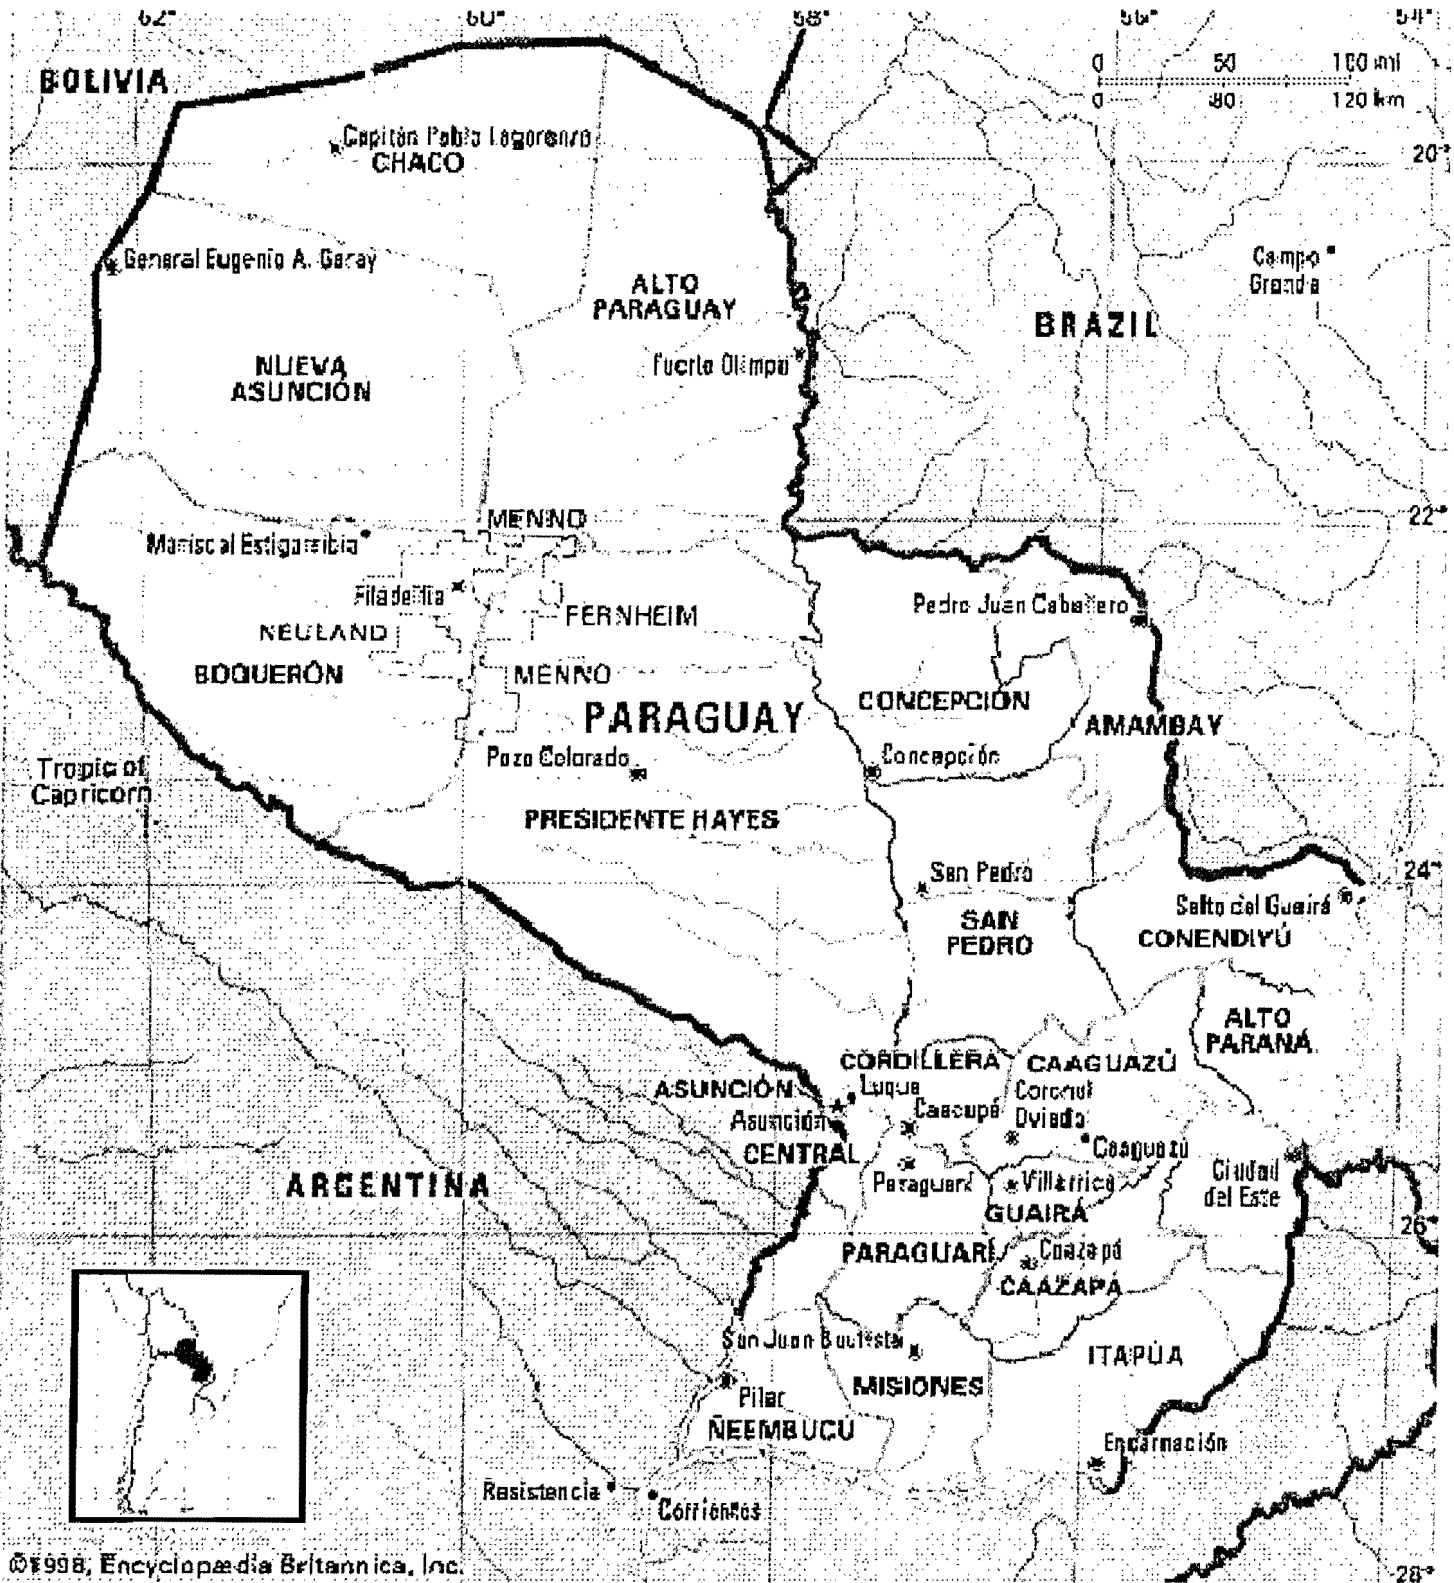 62°
60°
58°
56°
54°
BOLIVIA
0 50 100 mi
0 80 120 km
Capitán Pablo Lagerenza
CHACO
20°
General Eugenio A. Garay
Campo
Grande
ALTO
PARAGUAY
BRAZIL
NUEVA
ASUNCIÓN
Fuerte Olimpo
MENNO
22°
Mariscal Estigarribia
Filadelfia
FERNHEIM
Pedro Juan Caballero
NEULAND
BOQUERÓN
MENNO
CONCEPCIÓN
PARAGUAY
AMAMBAY
Pozo Colorado
Concepción
Tropic of
Capricorn
PRESIDENTE HAYES
San Pedro
24°
Salto del Guairá
SAN
PEDRO
CONENDIYÚ
ALTO
PARANÁ
CORDILLERA
CAAGUAZÚ
ASUNCIÓN
Luque
Coronel
Oviedo
Asunción
Caacupé
CENTRAL
Caaguazú
Ciudad
del Este
ARGENTINA
Paraguarí
Villarrica
GUAIRÁ
26°
PARAGUARÍ
Caazapá
CAAZAPÁ
San Juan Bautista
ITAPÚA
Pilar
MISIONES
ÑEEMBUCÚ
Encarnación
Resistencia
Corrientes
©1998, Encyclopædia Britannica, Inc.
28°